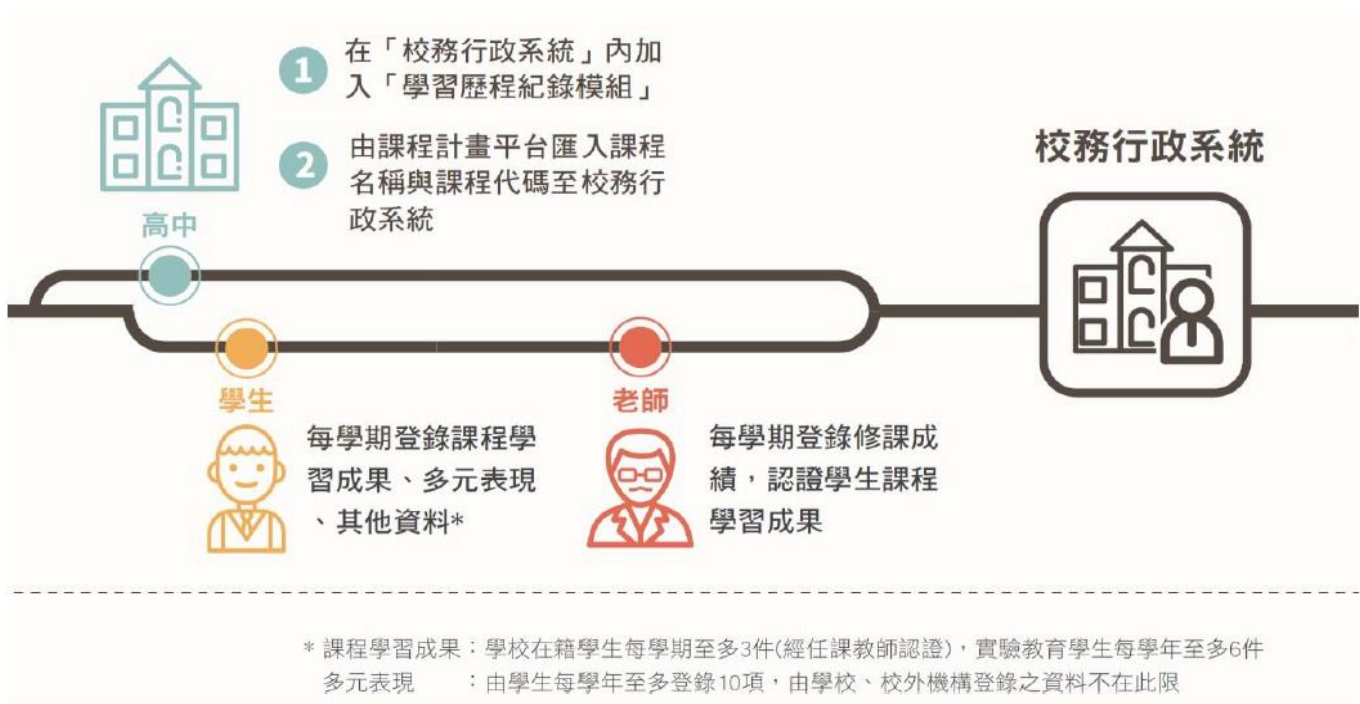 1 在「校務行政系統」內加
入「學習歷程紀錄模組」
2 由課程計畫平台匯入課程
名稱與課程代碼至校務行
政系統
高中
校務行政系統
學生
每學期登錄課程學
習成果、多元表現
、其他資料*
老師
每學期登錄修課成
績，認證學生課程
學習成果
* 課程學習成果：學校在籍學生每學期至多3件(經任課教師認證)，實驗教育學生每學年至多6件
多元表現 ：由學生每學年至多登錄10項，由學校、校外機構登錄之資料不在此限